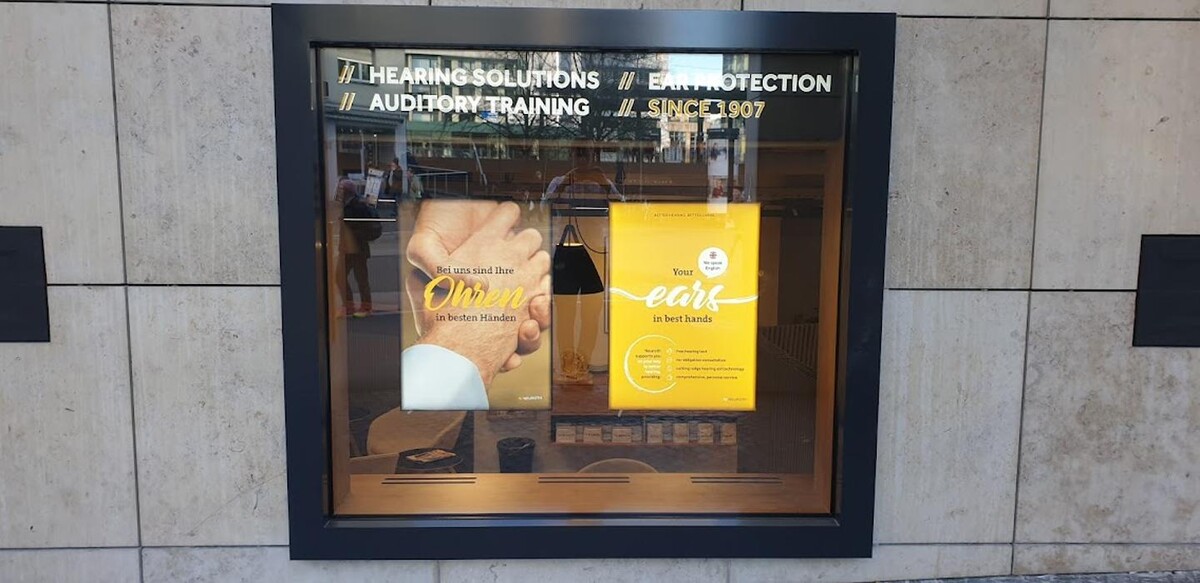 // HEARING SOLUTIONS // EAR PROTECTION
// AUDITORY TRAINING // SINCE 1907
Bei uns sind Ihre
Ohren
in besten Händen
We speak
English
Your
ears
in best hands
free hearing test
no-obligation consultation
cutting-edge hearing aid technology
comprehensive, personal service